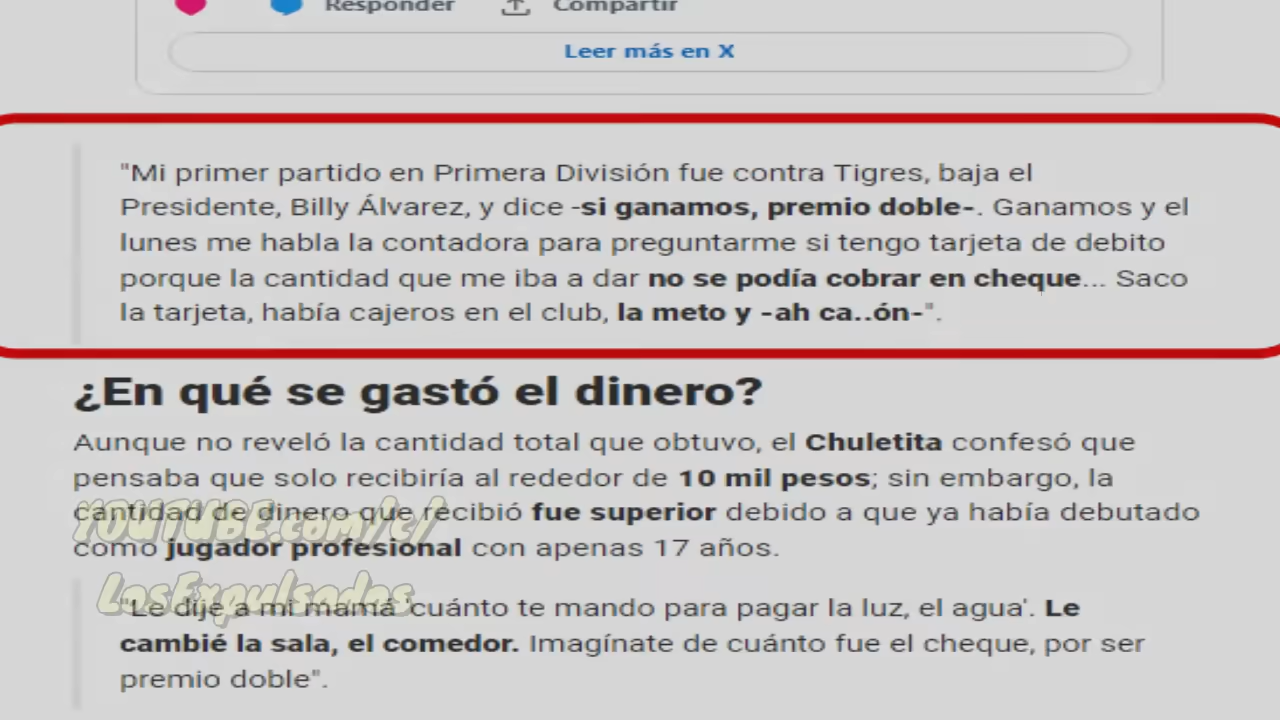 Responder Compartir
Leer más en X
"Mi primer partido en Primera División fue contra Tigres, baja el
Presidente, Billy Álvarez, y dice -si ganamos, premio doble-. Ganamos y el
lunes me habla la contadora para preguntarme si tengo tarjeta de debito
porque la cantidad que me iba a dar no se podía cobrar en cheque... Saco
la tarjeta, había cajeros en el club, la meto y -ah ca..ón-".
¿En qué se gastó el dinero?
Aunque no reveló la cantidad total que obtuvo, el Chuletita confesó que
pensaba que solo recibiría al rededor de 10 mil pesos; sin embargo, la
cantidad de dinero que recibió fue superior debido a que ya había debutado
como jugador profesional con apenas 17 años.
YOUTUBE.com/c/
LosExpulsados
"Le dije a mi mamá 'cuánto te mando para pagar la luz, el agua'. Le
cambié la sala, el comedor. Imagínate de cuánto fue el cheque, por ser
premio doble".